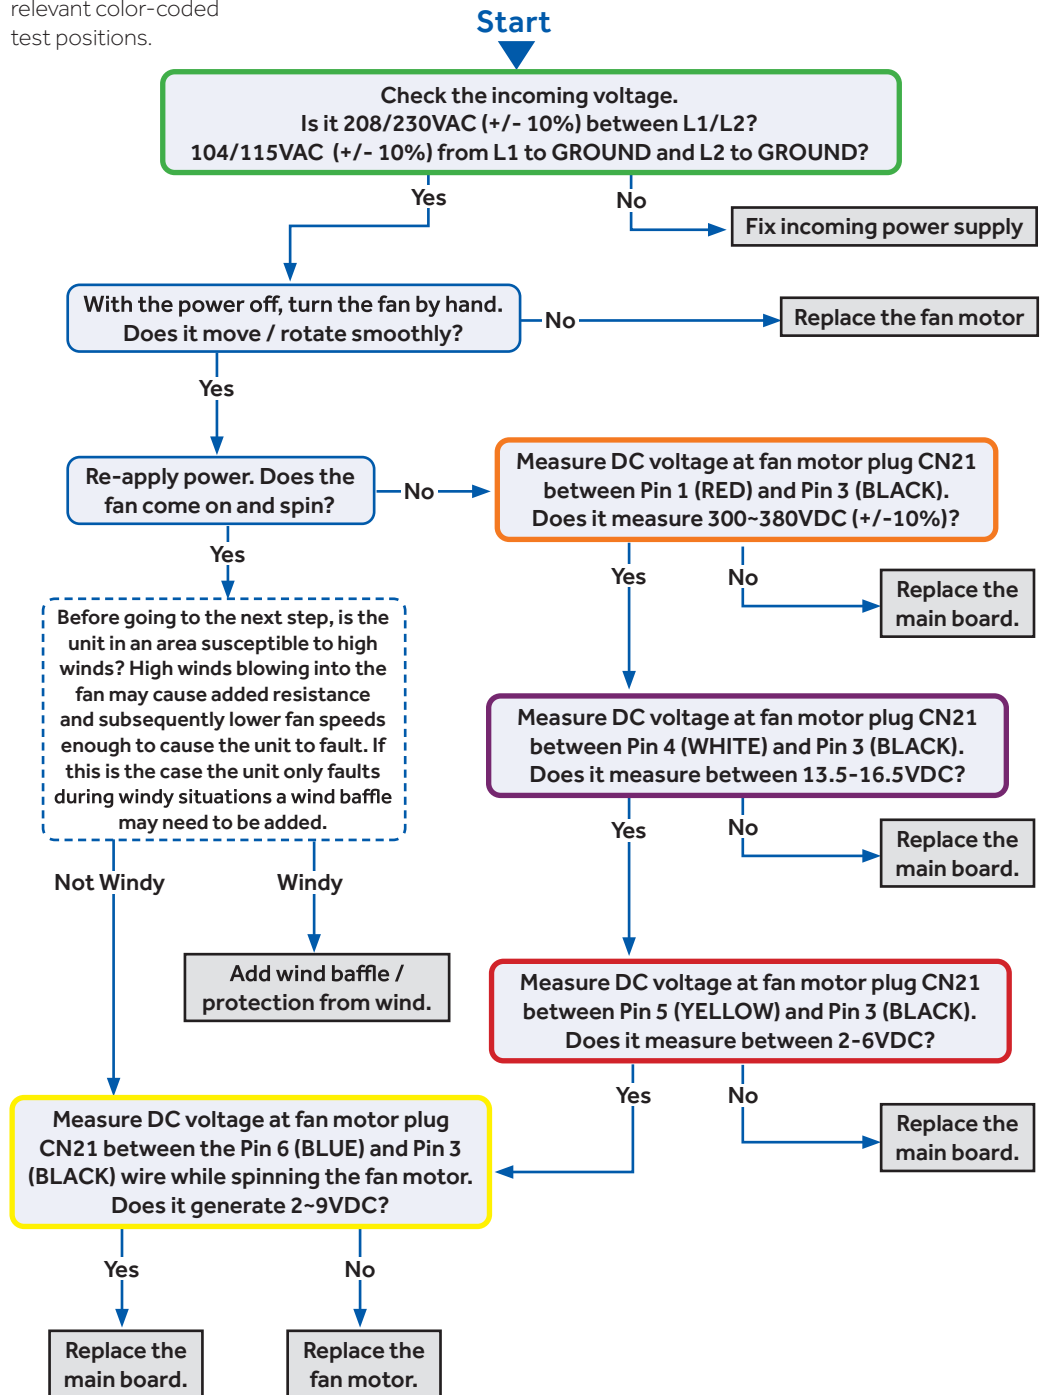 relevant color-coded
test positions.
Start
Check the incoming voltage.
Is it 208/230VAC (+/- 10%) between L1/L2?
104/115VAC (+/- 10%) from L1 to GROUND and L2 to GROUND?
Yes
No
Fix incoming power supply
With the power off, turn the fan by hand.
Does it move / rotate smoothly?
No
Replace the fan motor
Yes
Re-apply power. Does the
fan come on and spin?
No
Measure DC voltage at fan motor plug CN21
between Pin 1 (RED) and Pin 3 (BLACK).
Does it measure 300~380VDC (+/-10%)?
Yes
Yes
No
Replace the
main board.
Before going to the next step, is the
unit in an area susceptible to high
winds? High winds blowing into the
fan may cause added resistance
and subsequently lower fan speeds
enough to cause the unit to fault. If
this is the case the unit only faults
during windy situations a wind baffle
may need to be added.
Measure DC voltage at fan motor plug CN21
between Pin 4 (WHITE) and Pin 3 (BLACK).
Does it measure between 13.5-16.5VDC?
Yes
No
Replace the
main board.
Not Windy
Windy
Add wind baffle /
protection from wind.
Measure DC voltage at fan motor plug CN21
between Pin 5 (YELLOW) and Pin 3 (BLACK).
Does it measure between 2-6VDC?
Yes
No
Replace the
main board.
Measure DC voltage at fan motor plug
CN21 between the Pin 6 (BLUE) and Pin 3
(BLACK) wire while spinning the fan motor.
Does it generate 2~9VDC?
Yes
No
Replace the
main board.
Replace the
fan motor.